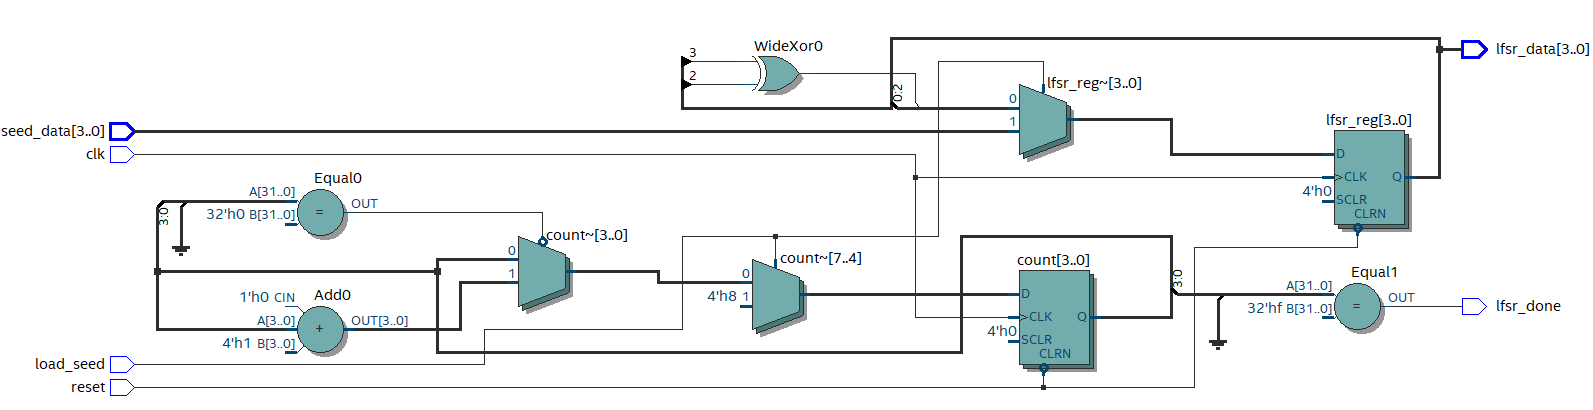 WideXor0
3
2
0:2
lfsr_reg~[3..0]
0
1
lfsr_data[3..0]
seed_data[3..0]
clk
lfsr_reg[3..0]
D
CLK
Q
4'h0
SCLR
CLRN
Equal0
A[31..0]
32'h0 B[31..0]
=
OUT
3:0
count~[3..0]
0
1
count~[7..4]
0
4'h8 1
count[3..0]
D
CLK
Q
4'h0
SCLR
CLRN
3:0
Equal1
A[31..0]
32'hf B[31..0]
=
OUT
lfsr_done
Add0
1'h0 CIN
A[3..0]
4'h1 B[3..0]
+
OUT[3..0]
load_seed
reset